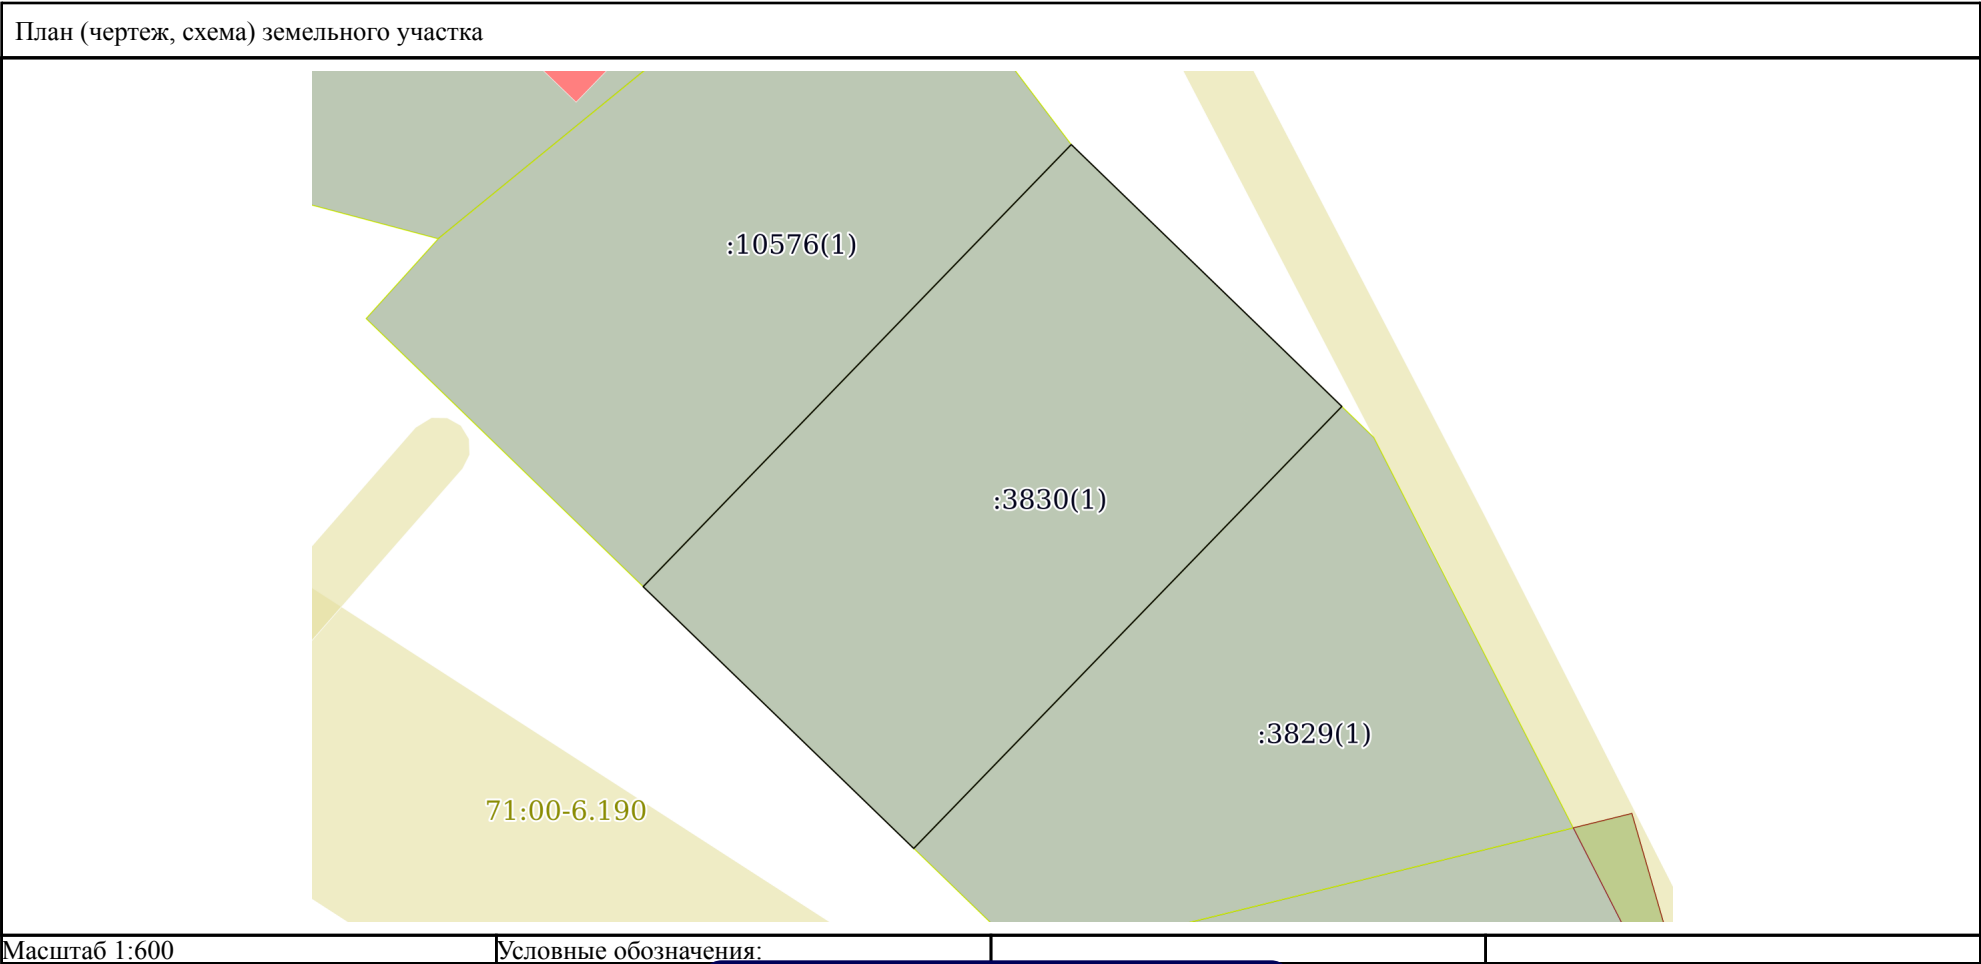 План (чертеж, схема) земельного участка
:10576(1)
:3830(1)
:3829(1)
71:00-6.190
Масштаб 1:600
Условные обозначения: